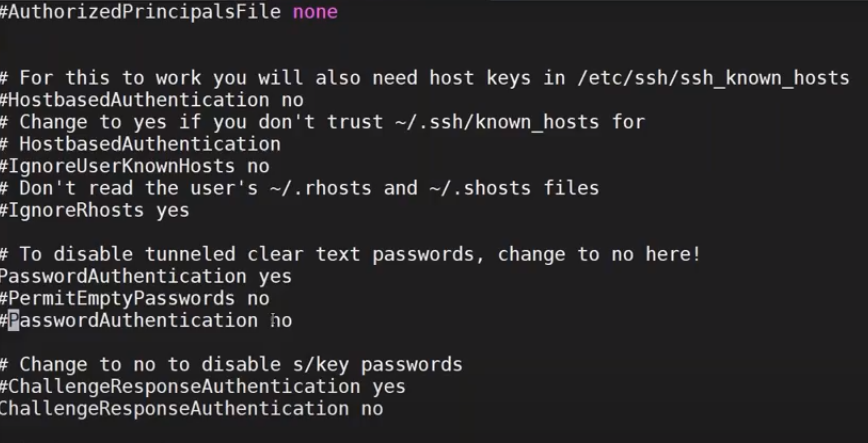 #AuthorizedPrincipalsFile none
# For this to work you will also need host keys in /etc/ssh/ssh_known_hosts
#HostbasedAuthentication no
# Change to yes if you don't trust ~/.ssh/known_hosts for
# HostbasedAuthentication
#IgnoreUserKnownHosts no
# Don't read the user's ~/.rhosts and ~/.shosts files
#IgnoreRhosts yes
# To disable tunneled clear text passwords, change to no here!
PasswordAuthentication yes
#PermitEmptyPasswords no
#PasswordAuthentication no
# Change to no to disable s/key passwords
#ChallengeResponseAuthentication yes
ChallengeResponseAuthentication no